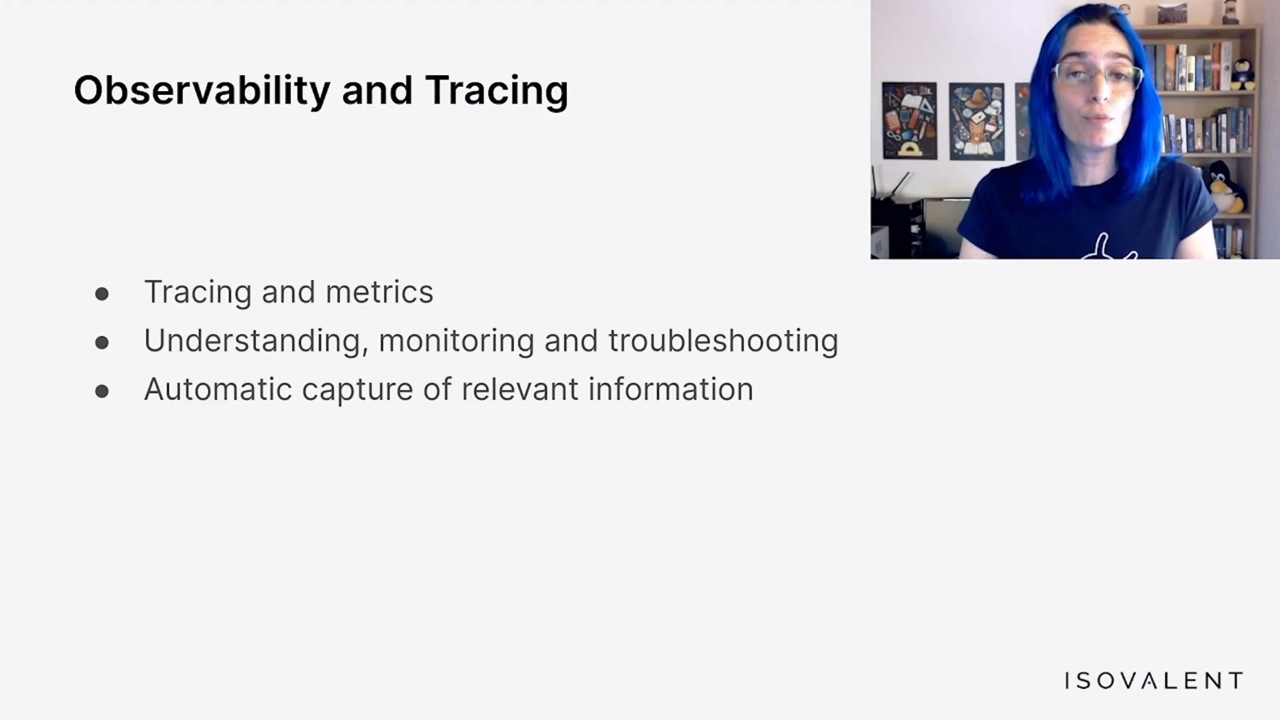 Observability and Tracing
● Tracing and metrics
● Understanding, monitoring and troubleshooting
● Automatic capture of relevant information
ISOVALENT